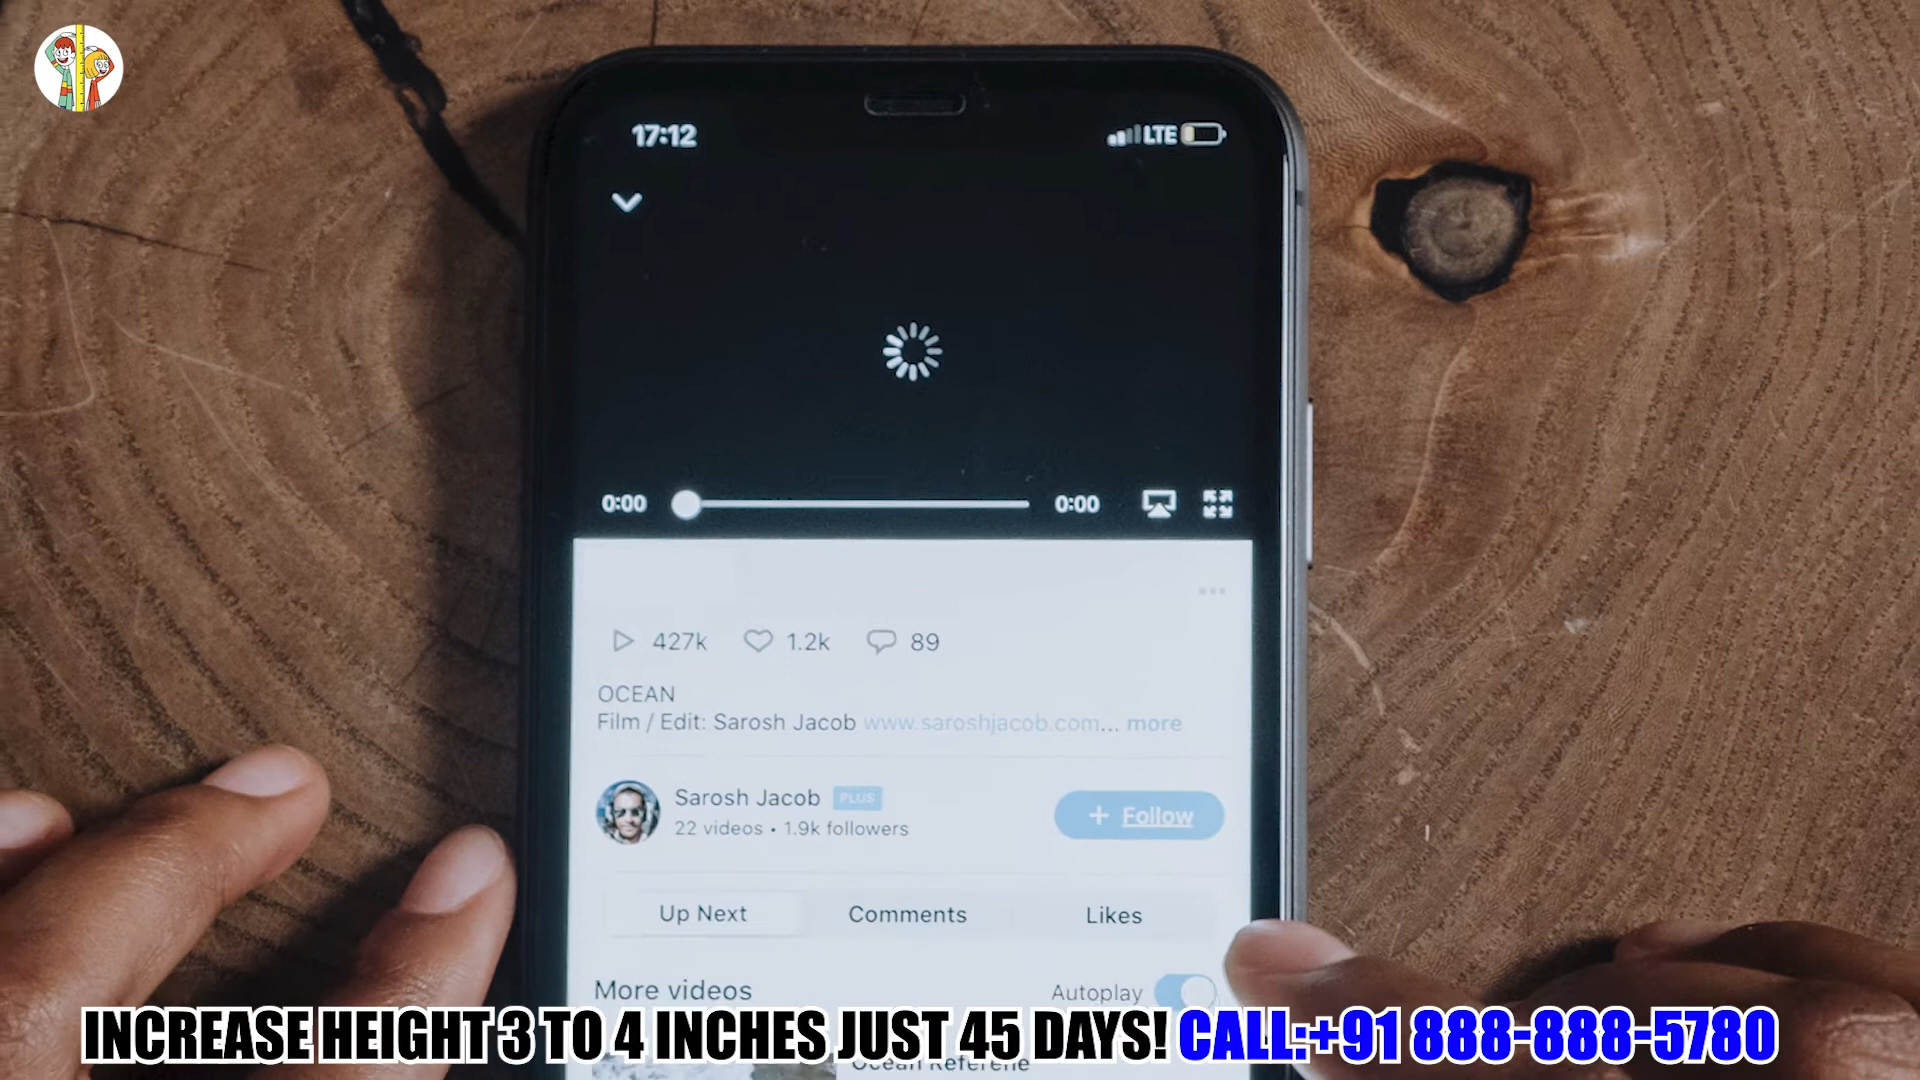 17:12 LTE
0:00 0:00
427k 1.2k 89
OCEAN
Film / Edit: Sarosh Jacob www.saroshjacob.com... more
Sarosh Jacob PLUS
22 videos • 1.9k followers
+ Follow
Up Next Comments Likes
More videos Autoplay
INCREASE HEIGHT 3 TO 4 INCHES JUST 45 DAYS! CALL:+91 888-888-5780
Ocean